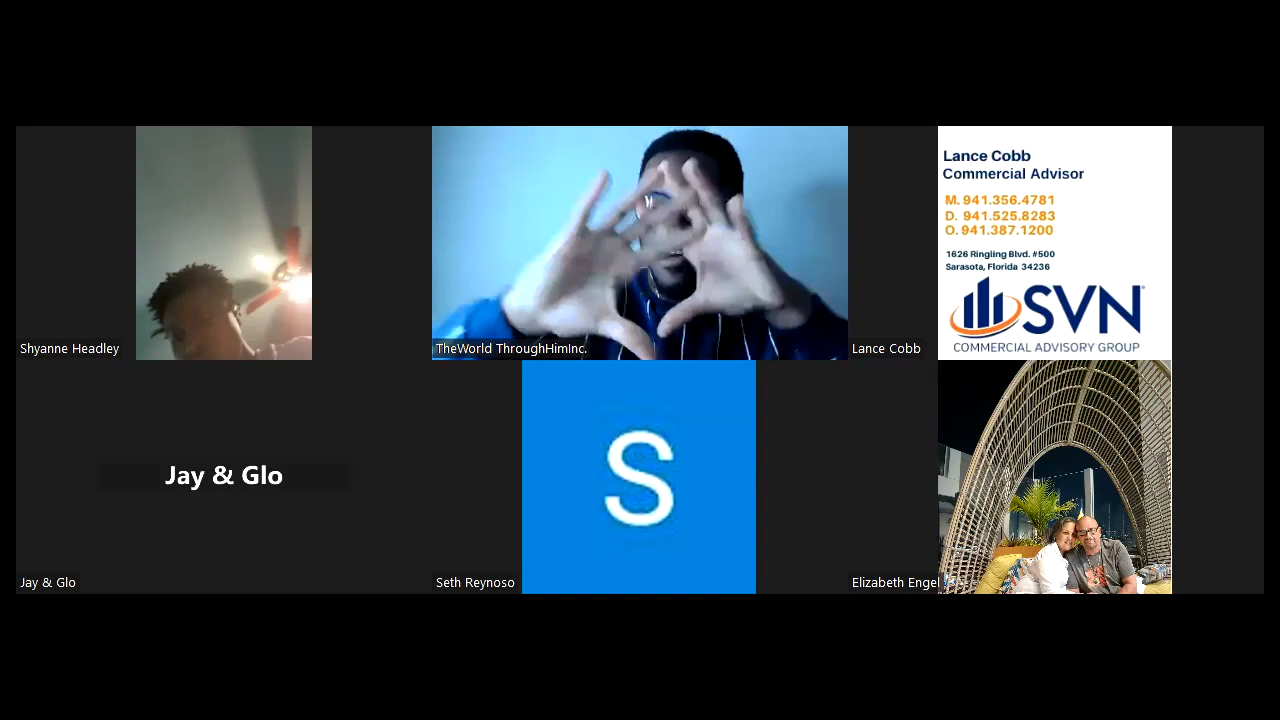 Shyanne Headley
TheWorld ThroughHimInc.
Lance Cobb
Commercial Advisor
M. 941.356.4781
D. 941.525.8283
O. 941.387.1200
1626 Ringling Blvd. #500
Sarasota, Florida 34236
SVN
COMMERCIAL ADVISORY GROUP
Lance Cobb
Jay & Glo
Jay & Glo
S
Seth Reynoso
Elizabeth Engel